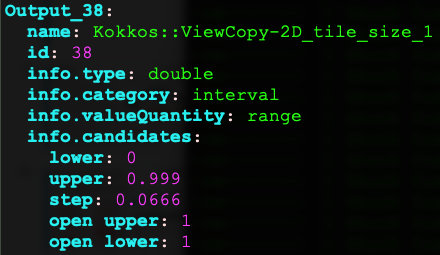 Output_38:
name: Kokkos::ViewCopy-2D_tile_size_1
id: 38
info.type: double
info.category: interval
info.valueQuantity: range
info.candidates:
lower: 0
upper: 0.999
step: 0.0666
open upper: 1
open lower: 1